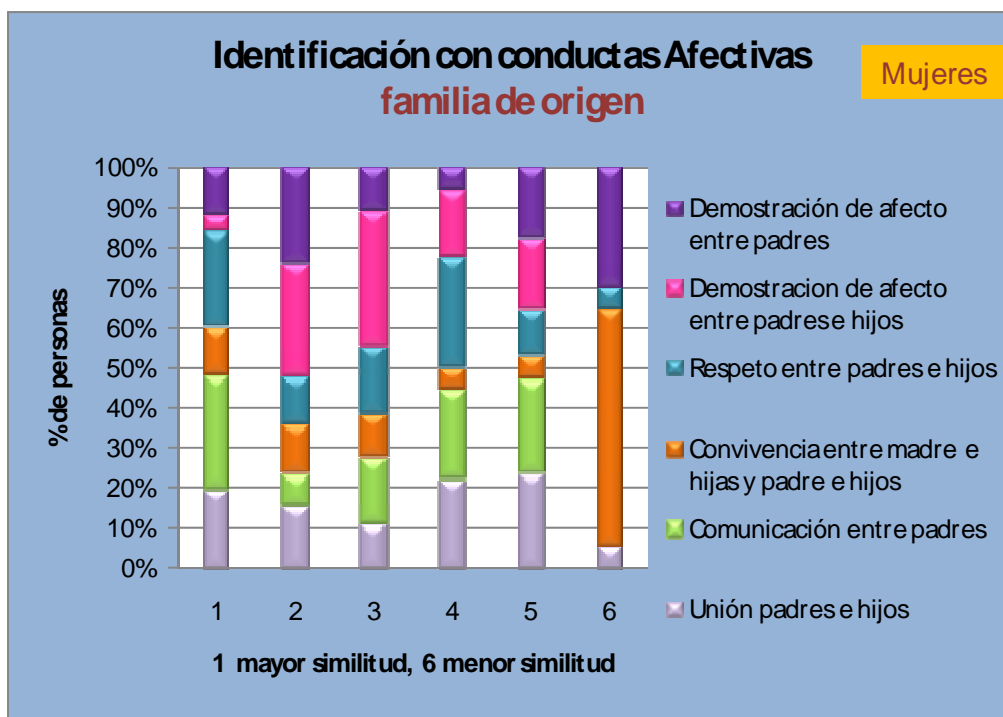 Identificación con conductas Afectivas
familia de origen
Mujeres
100%
90%
80%
70%
60%
50%
40%
30%
20%
10%
0%
% de personas
1 2 3 4 5 6
1 mayor similitud, 6 menor similitud
Demostración de afecto
entre padres
Demostracion de afecto
entre padres e hijos
Respeto entre padres e hijos
Convivencia entre madre e
hijas y padre e hijos
Comunicación entre padres
Unión padres e hijos